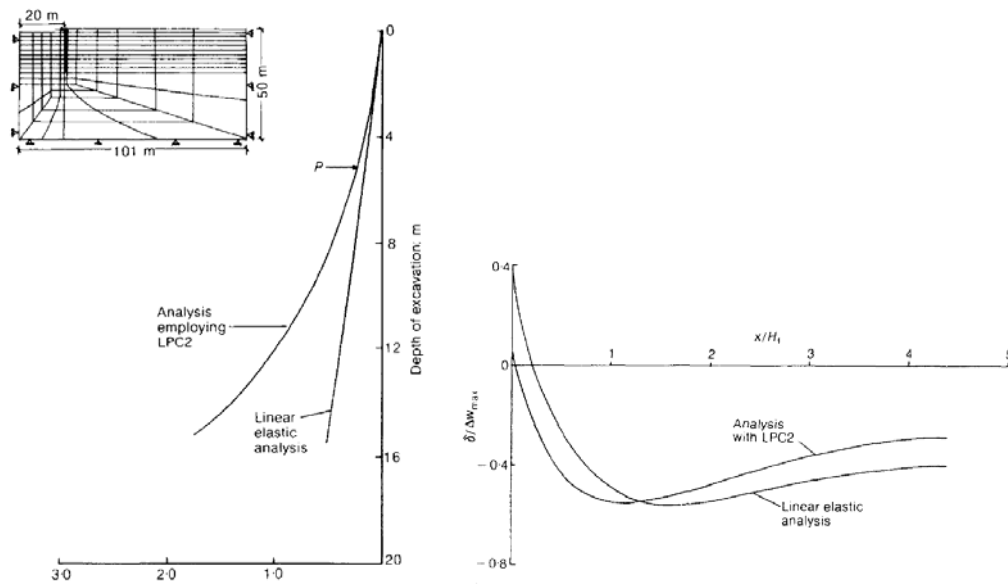 20 m
50 m
101 m
0
4
8
12
16
20
Depth of excavation; m
P
Analysis
employing
LPC2
Linear
elastic
analysis
3·0
2·0
1·0
0·4
0
−0·4
−0·8
δ/Δwmax
x/H₁
1
2
3
4
5
Analysis
with LPC2
Linear elastic
analysis